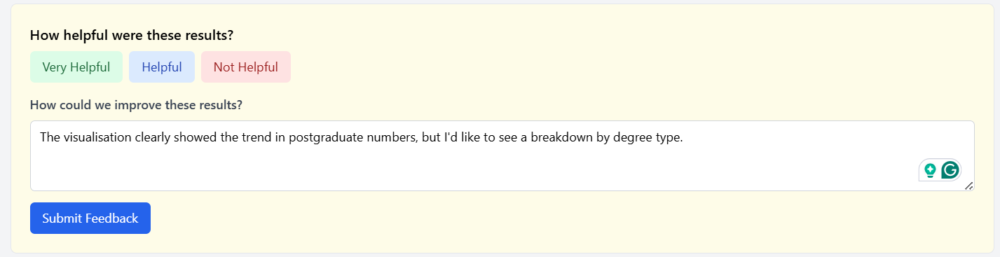 How helpful were these results?
Very Helpful Helpful Not Helpful
How could we improve these results?
The visualisation clearly showed the trend in postgraduate numbers, but I'd like to see a breakdown by degree type.
Submit Feedback